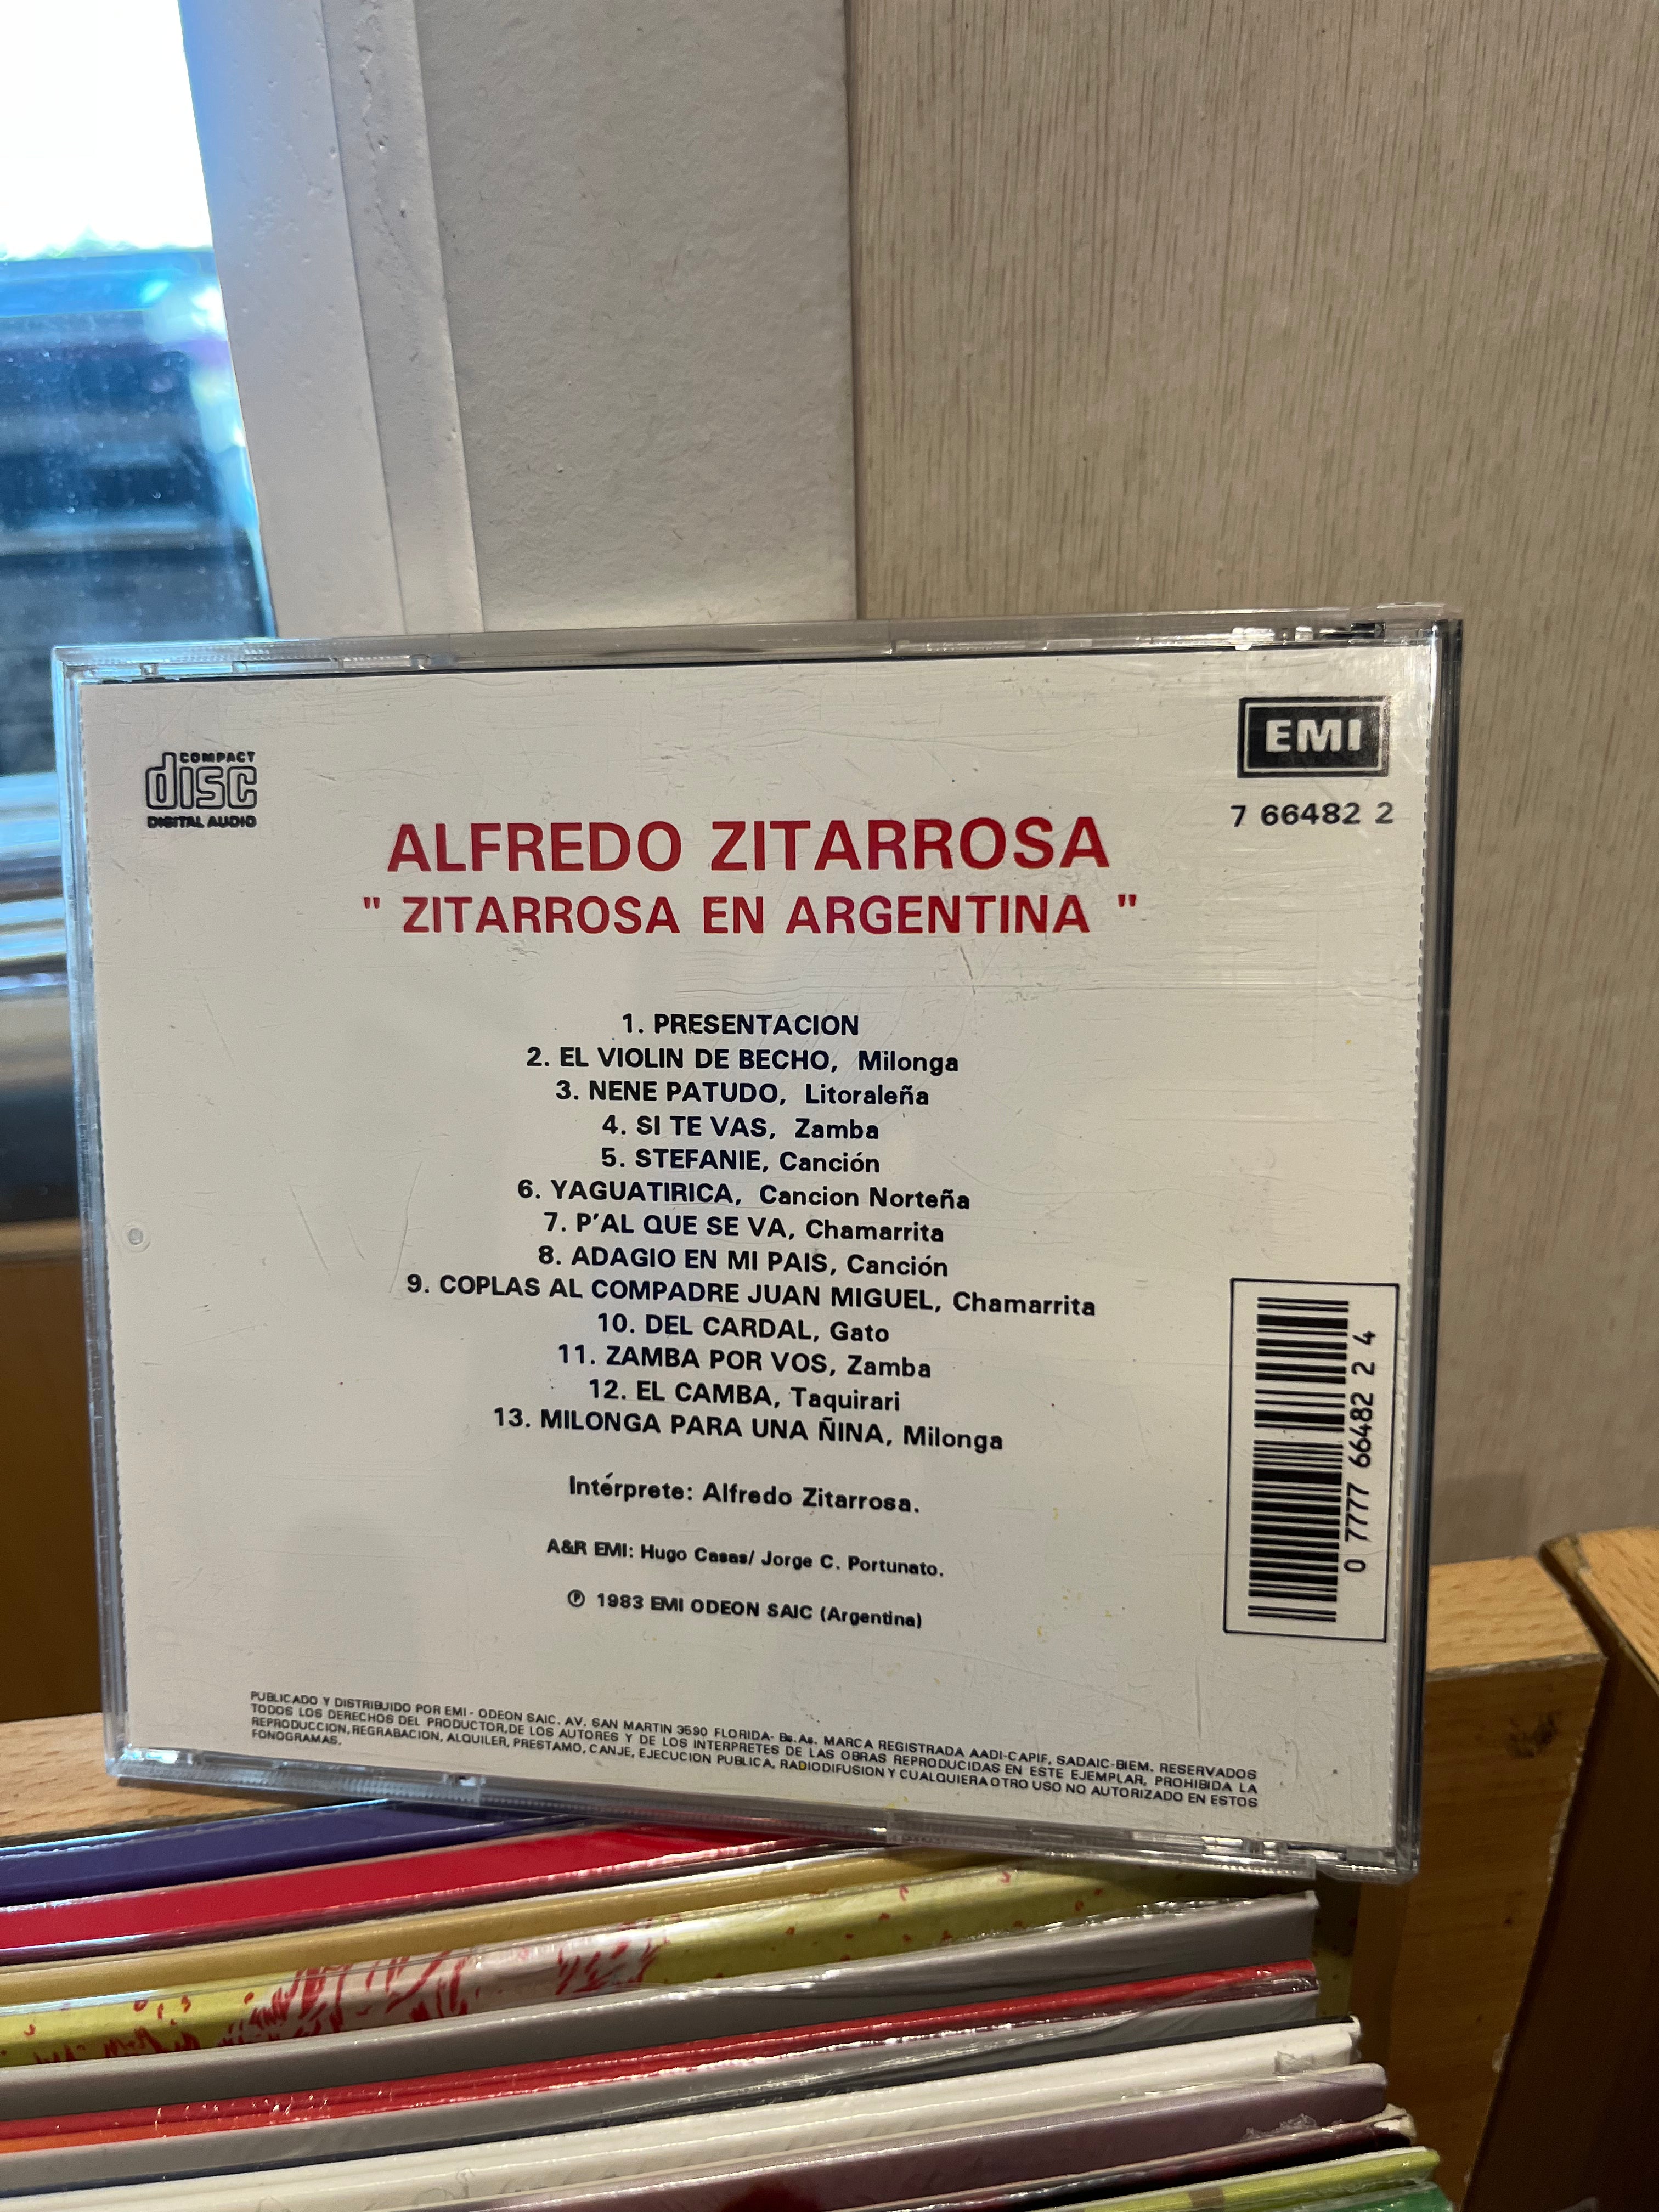 COMPACT
disc
DIGITAL AUDIO
EMI
7 66482 2
ALFREDO ZITARROSA
" ZITARROSA EN ARGENTINA "
1. PRESENTACION
2. EL VIOLIN DE BECHO, Milonga
3. NENE PATUDO, Litoraleña
4. SI TE VAS, Zamba
5. STEFANIE, Canción
6. YAGUATIRICA, Cancion Norteña
7. P'AL QUE SE VA, Chamarrita
8. ADAGIO EN MI PAIS, Canción
9. COPLAS AL COMPADRE JUAN MIGUEL, Chamarrita
10. DEL CARDAL, Gato
11. ZAMBA POR VOS, Zamba
12. EL CAMBA, Taquirari
13. MILONGA PARA UNA ÑINA, Milonga
Intérprete: Alfredo Zitarrosa.
A&R EMI: Hugo Casas/ Jorge C. Portunato.
℗ 1983 EMI ODEON SAIC (Argentina)
0 7777 66482 2 4
PUBLICADO Y DISTRIBUIDO POR EMI - ODEON SAIC. AV. SAN MARTIN 3590 FLORIDA- Bs.As. MARCA REGISTRADA AADI-CAPIF, SADAIC-BIEM. RESERVADOS
TODOS LOS DERECHOS DEL PRODUCTOR,DE LOS AUTORES Y DE LOS INTERPRETES DE LAS OBRAS REPRODUCIDAS EN ESTE EJEMPLAR, PROHIBIDA LA
REPRODUCCION,REGRABACION, ALQUILER, PRESTAMO, CANJE, EJECUCION PUBLICA, RADIODIFUSION Y CUALQUIERA OTRO USO NO AUTORIZADO EN ESTOS
FONOGRAMAS.